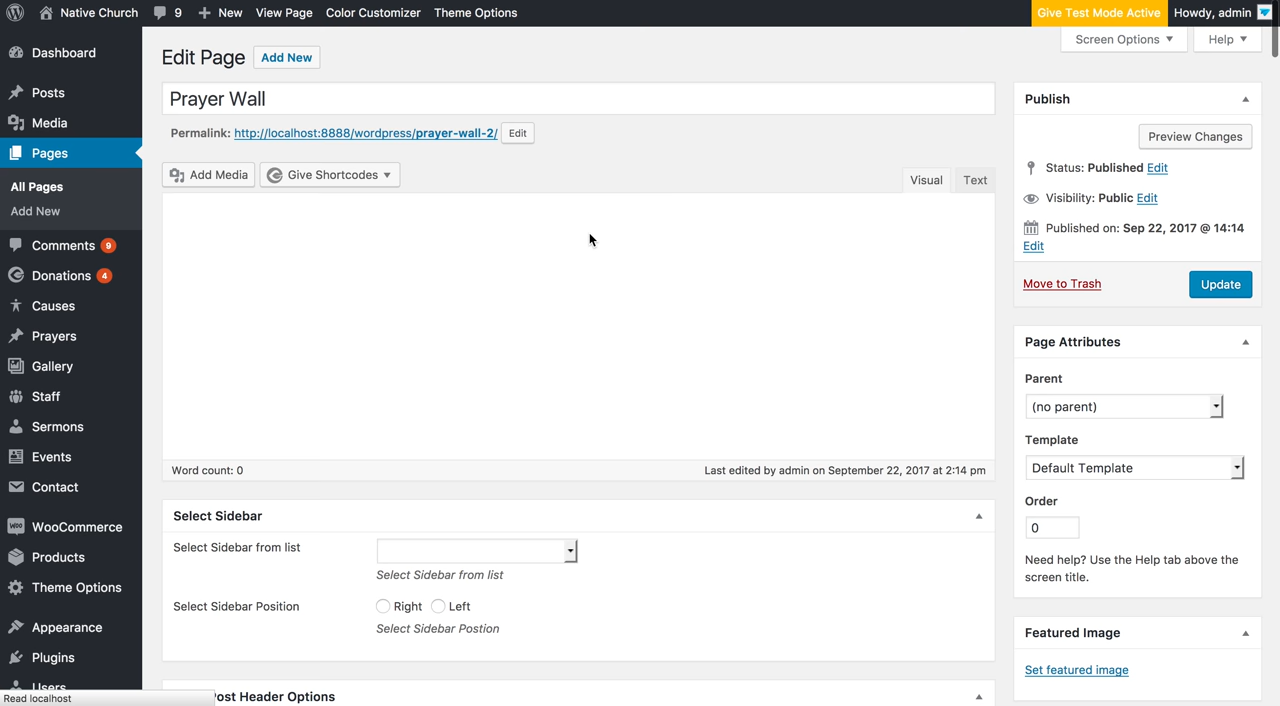 Native Church 9 New View Page Color Customizer Theme Options Give Test Mode Active Howdy, admin
Screen Options Help
Dashboard
Posts
Media
Pages
All Pages
Add New
Comments 9
Donations 4
Causes
Prayers
Gallery
Staff
Sermons
Events
Contact
WOO WooCommerce
Products
Theme Options
Appearance
Plugins
Users
Read localhost
Edit Page Add New
Prayer Wall
Permalink: http://localhost:8888/wordpress/prayer-wall-2/ Edit
Add Media Give Shortcodes Visual Text
Word count: 0 Last edited by admin on September 22, 2017 at 2:14 pm
Select Sidebar
Select Sidebar from list
Select Sidebar from list
Select Sidebar Position Right Left
Select Sidebar Postion
ost Header Options
Publish
Preview Changes
Status: Published Edit
Visibility: Public Edit
Published on: Sep 22, 2017 @ 14:14
Edit
Move to Trash Update
Page Attributes
Parent
(no parent)
Template
Default Template
Order
0
Need help? Use the Help tab above the
screen title.
Featured Image
Set featured image